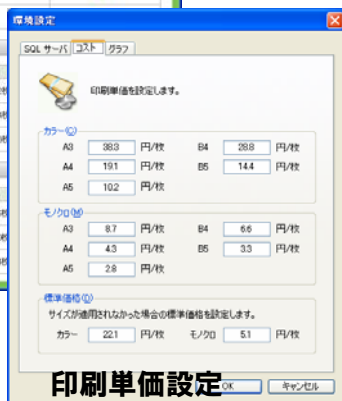 環境設定
SQL サーバ コスト グラフ
印刷単価を設定します。
カラー(C)
A3 38.3 円/枚 B4 28.8 円/枚
A4 19.1 円/枚 B5 14.4 円/枚
A5 10.2 円/枚
モノクロ(M)
A3 8.7 円/枚 B4 6.6 円/枚
A4 4.3 円/枚 B5 3.3 円/枚
A5 2.8 円/枚
標準価格(D)
サイズが適用されなかった場合の標準価格を設定します。
カラー 22.1 円/枚 モノクロ 5.1 円/枚
印刷単価設定
OK キャンセル